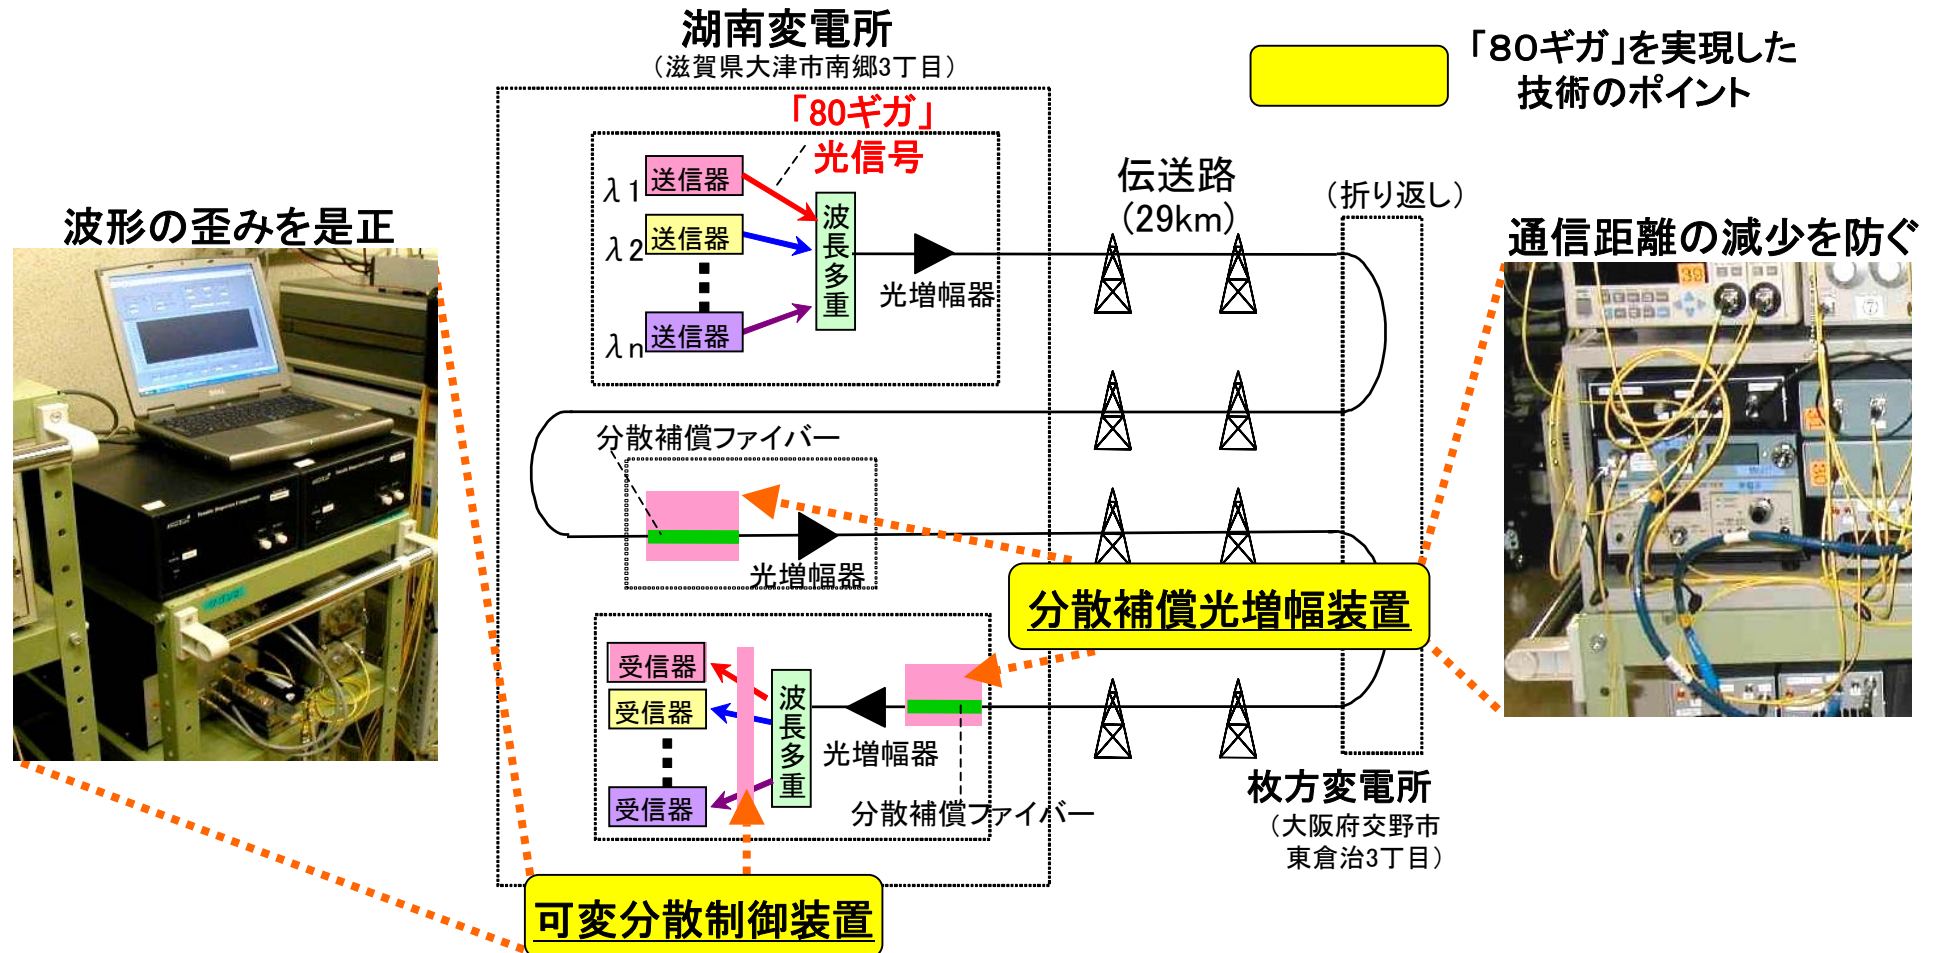 湖南変電所
（滋賀県大津市南郷3丁目）
「80ギガ」を実現した
技術のポイント
「80ギガ」
光信号
λ1
送信器
λ2
送信器
λn
送信器
波長多重
光増幅器
伝送路
(29km)
（折り返し）
波形の歪みを是正
通信距離の減少を防ぐ
39
7
DELL
分散補償ファイバー
光増幅器
分散補償光増幅装置
受信器
受信器
受信器
波長多重
光増幅器
分散補償ファイバー
枚方変電所
（大阪府交野市
東倉治3丁目）
可変分散制御装置